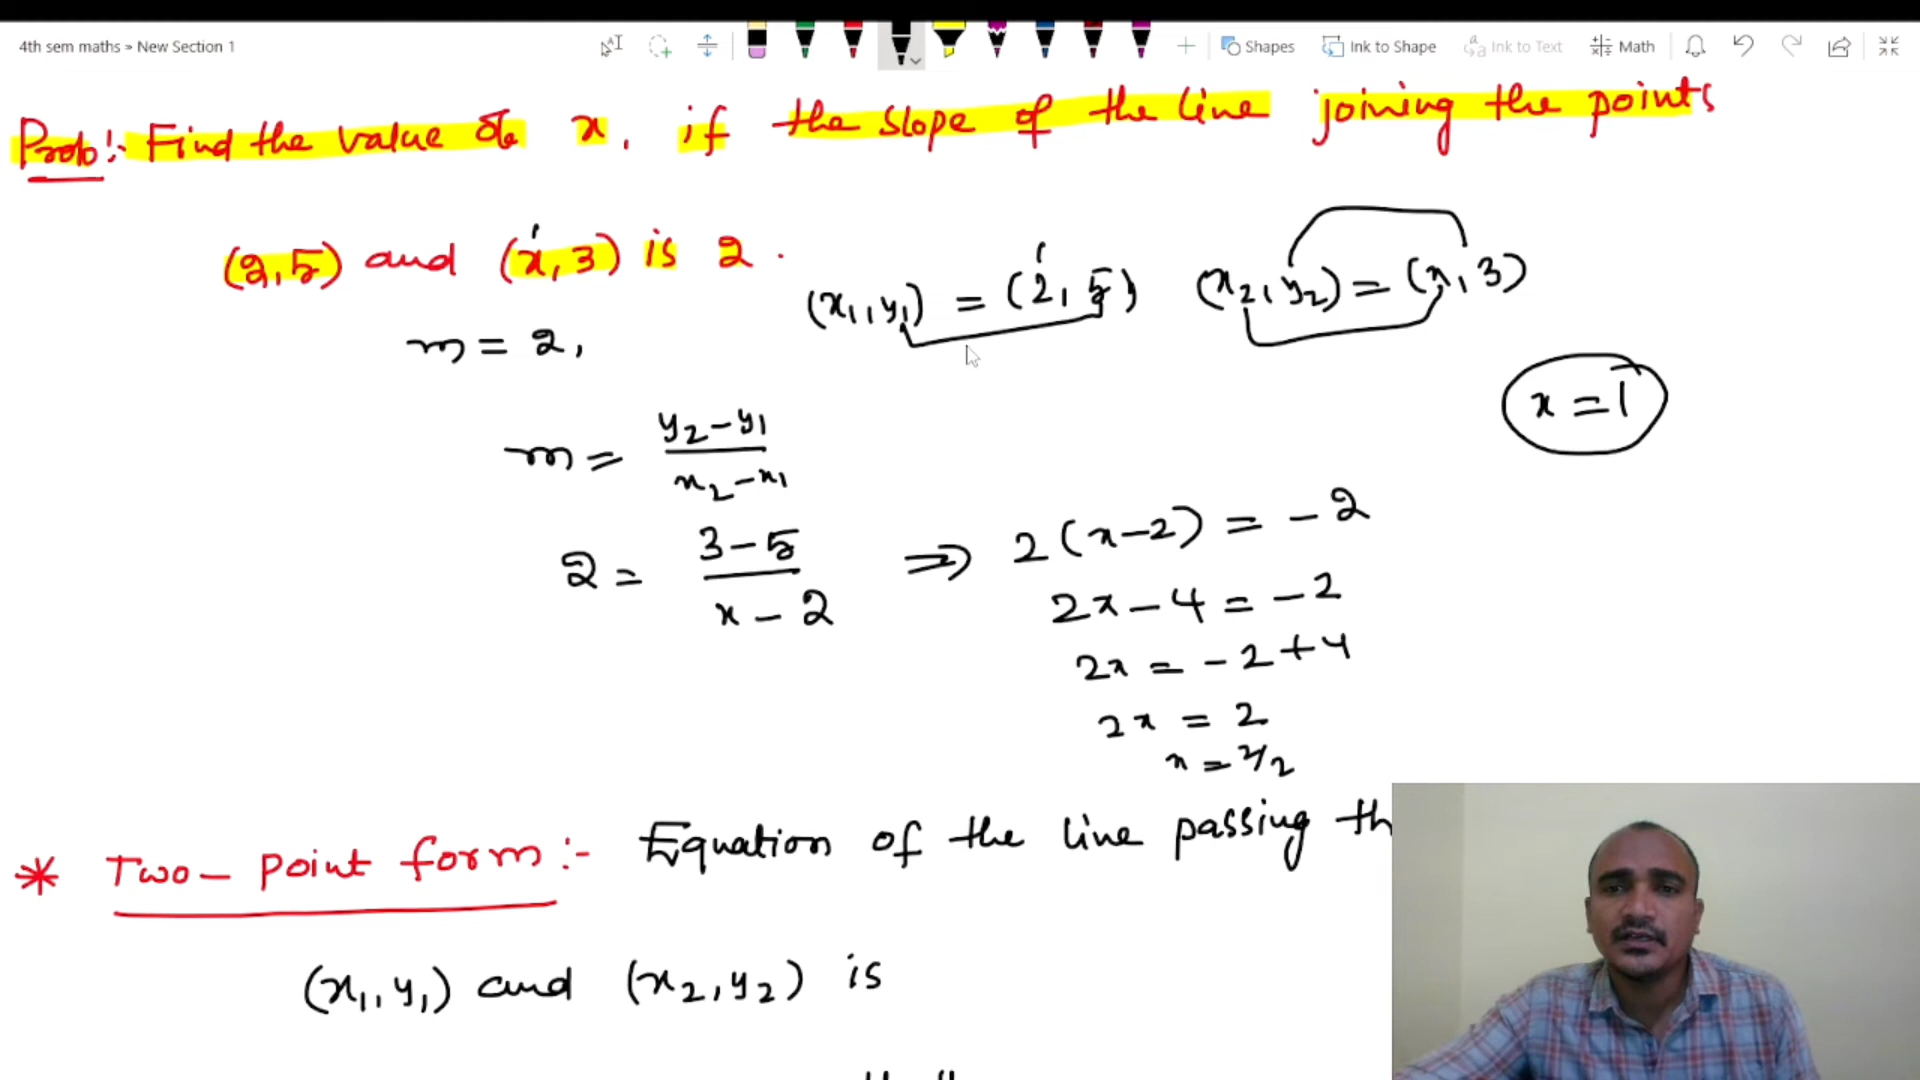 4th sem maths » New Section 1
Shapes Ink to Shape Ink to Text Math
Prob:- Find the value of x, if the slope of the line joining the points
(2,5) and (x,3) is 2.
(x₁,y₁) = (2,5) (x₂,y₂) = (x,3)
m = 2,
x = 1
m = y₂-y₁/x₂-x₁
2 = 3-5/x-2 ⇒ 2(x-2) = -2
2x-4 = -2
2x = -2+4
2x = 2
x = 2/2
* Two-point form:- Equation of the line passing th
(x₁,y₁) and (x₂,y₂) is